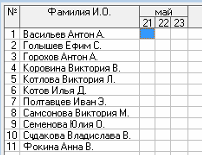 № Фамилия И.О. май
21 22 23
1 Васильев Антон А.
2 Голышев Ефим С.
3 Горохов Антон А.
4 Коровина Виктория В.
5 Котлова Виктория Л.
6 Котов Илья Д.
7 Полтавцев Иван Э.
8 Самсонова Виктория М.
9 Семенова Юлия О.
10 Судакова Владислава В.
11 Фокина Анна В.